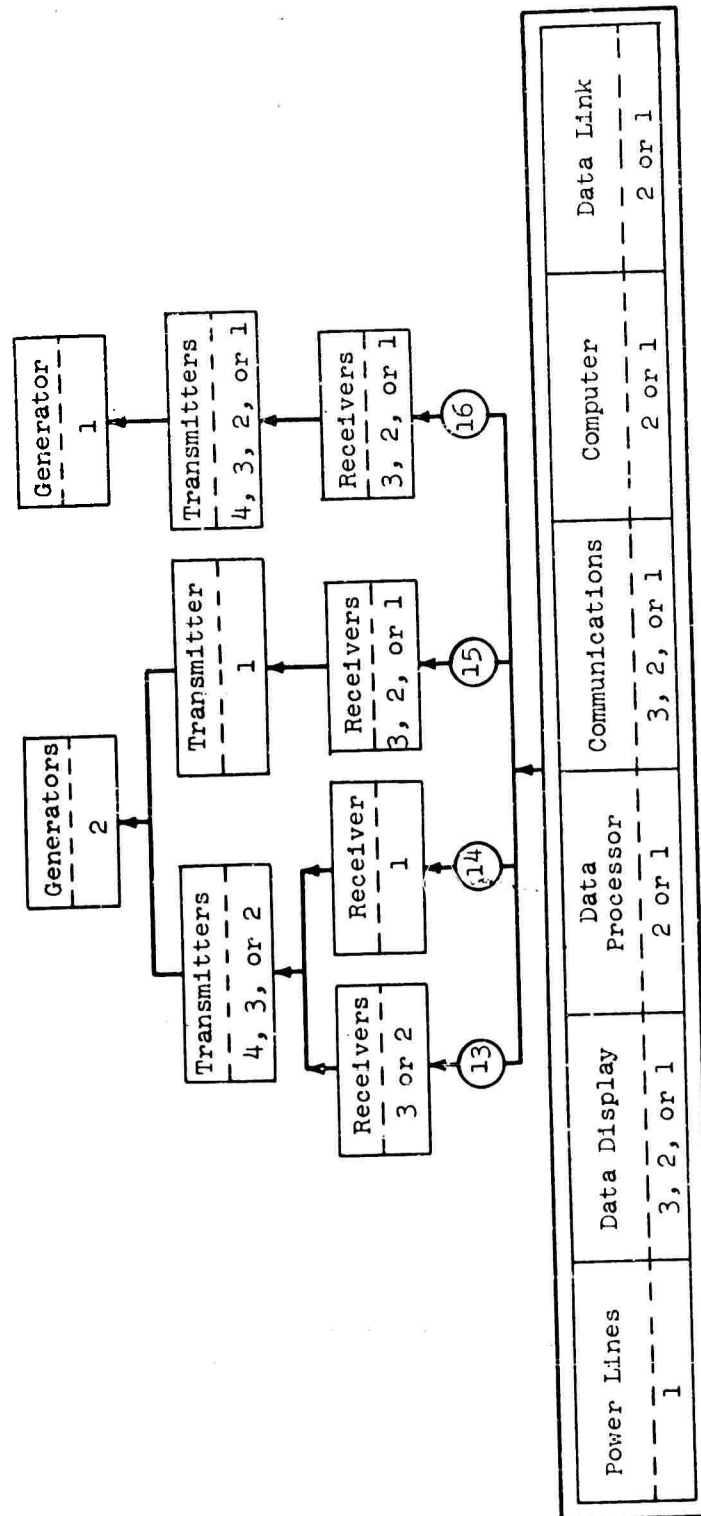 Generators
2
Generator
1
Transmitters
4, 3, or 2
Transmitter
1
Transmitters
4, 3, 2, or 1
Receivers
3 or 2
Receiver
1
Receivers
3, 2, or 1
Receivers
3, 2, or 1
13
14
15
16
Power Lines
1
Data Display
3, 2, or 1
Data
Processor
2 or 1
Communications
3, 2, or 1
Computer
2 or 1
Data Link
2 or 1